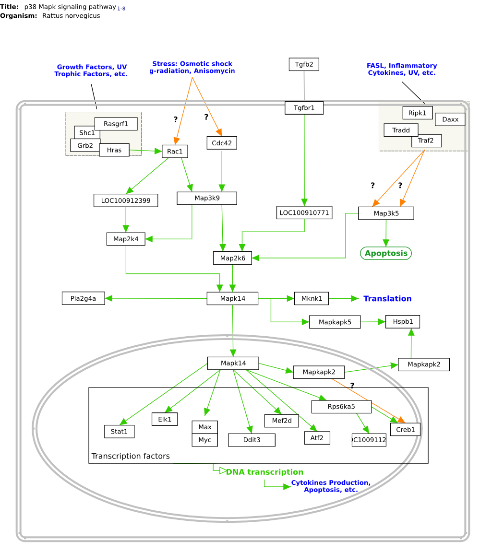 Title: p38 Mapk signaling pathway 1-8
Organism: Rattus norvegicus
Growth Factors, UV
Trophic Factors, etc.
Stress: Osmotic shock
g-radiation, Anisomycin
Tgfb2
FASL, Inflammatory
Cytokines, UV, etc.
Tgfbr1
Ripk1
Daxx
Rasgrf1
Shc1
Grb2
Hras
?
?
Tradd
Traf2
Rac1
Cdc42
?
?
LOC100912399
Map3k9
LOC100910771
Map3k5
Map2k4
Apoptosis
Map2k6
Pla2g4a
Mapk14
Mknk1
Translation
Mapkapk5
Hspb1
Mapk14
Mapkapk2
Mapkapk2
?
Rps6ka5
Stat1
Elk1
Max
Myc
Ddit3
Mef2d
Atf2
C1009112
Creb1
Transcription factors
DNA transcription
Cytokines Production,
Apoptosis, etc.